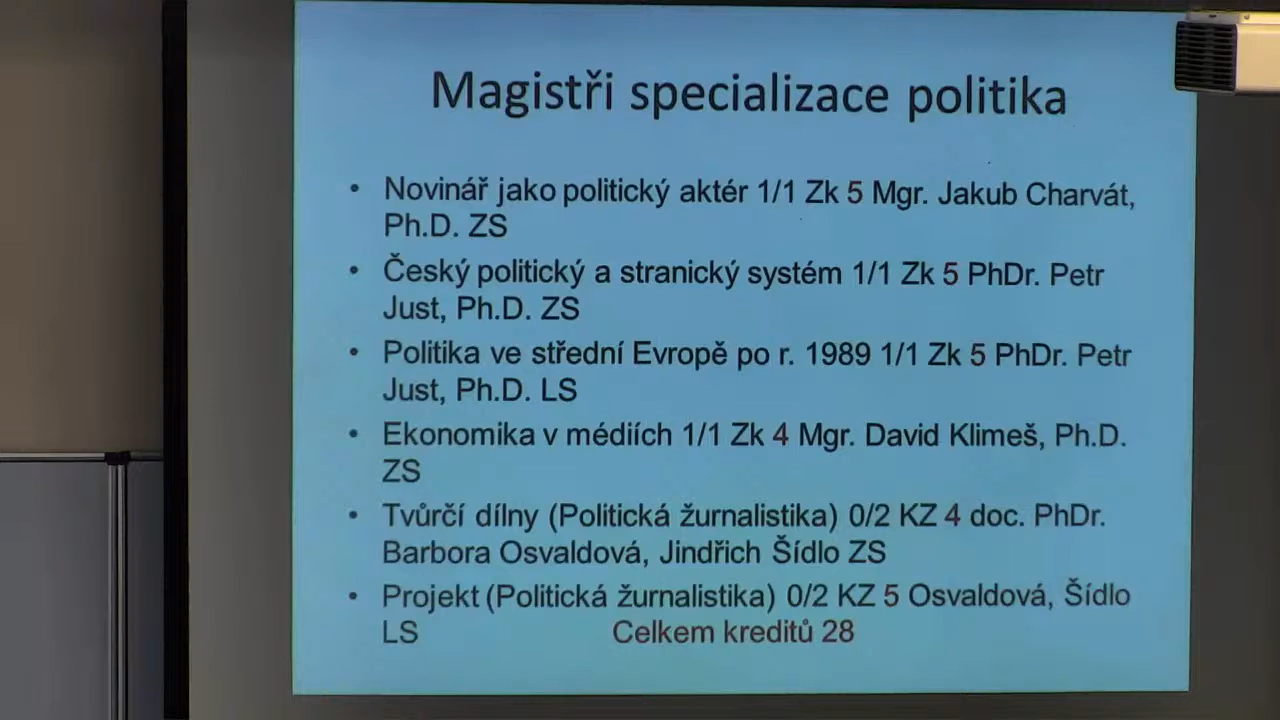 Magistři specializace politika
• Novinář jako politický aktér 1/1 Zk 5 Mgr. Jakub Charvát,
Ph.D. ZS
• Český politický a stranický systém 1/1 Zk 5 PhDr. Petr
Just, Ph.D. ZS
• Politika ve střední Evropě po r. 1989 1/1 Zk 5 PhDr. Petr
Just, Ph.D. LS
• Ekonomika v médiích 1/1 Zk 4 Mgr. David Klimeš, Ph.D.
ZS
• Tvůrčí dílny (Politická žurnalistika) 0/2 KZ 4 doc. PhDr.
Barbora Osvaldová, Jindřich Šídlo ZS
• Projekt (Politická žurnalistika) 0/2 KZ 5 Osvaldová, Šídlo
LS Celkem kreditů 28